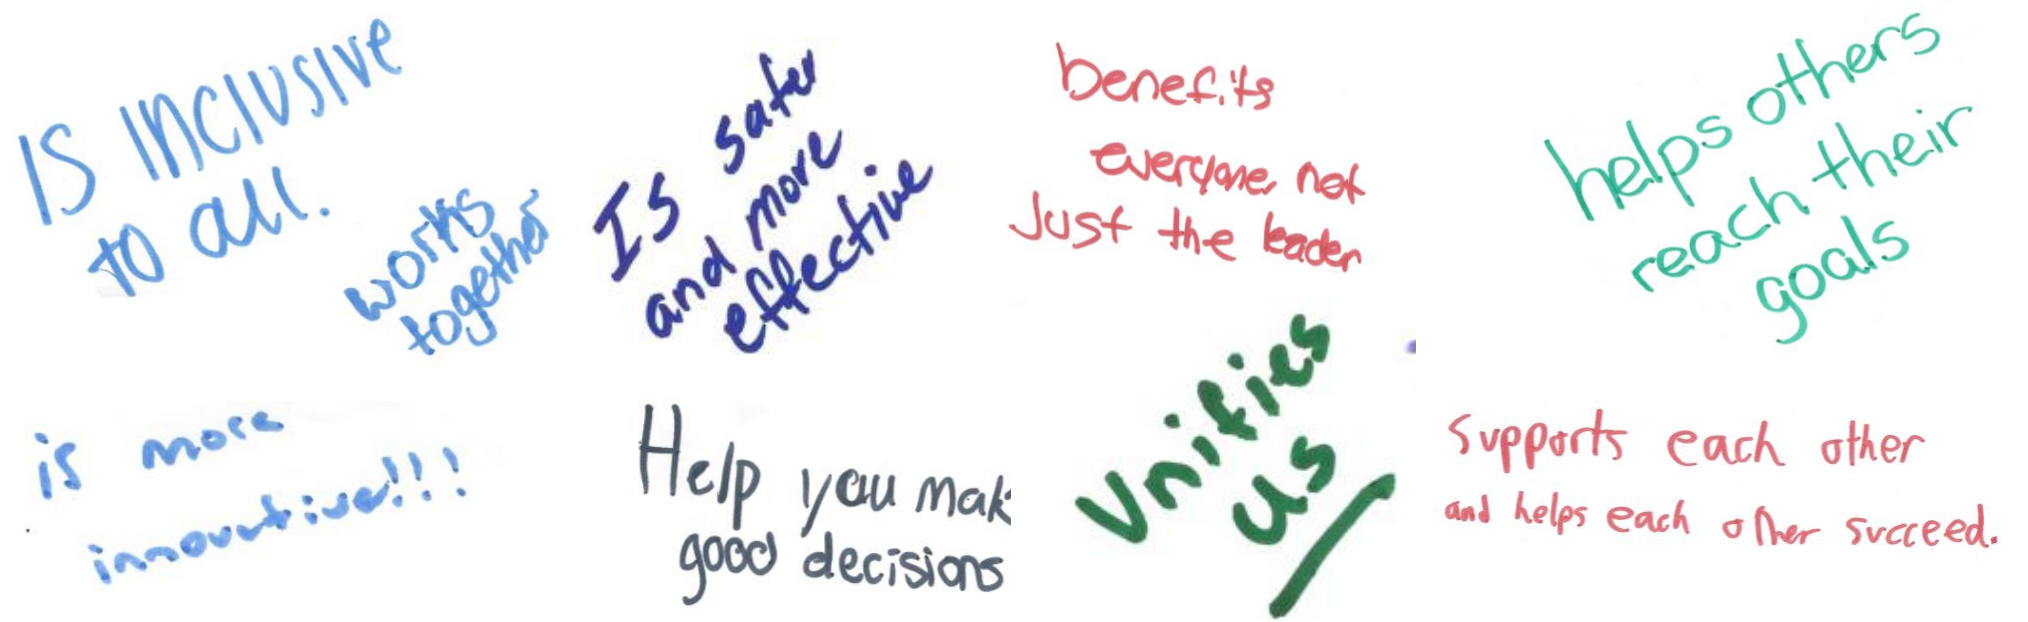 IS INCLUSIVE
to all.
works
together
Is safer
and more
effective
benefits
everyone, not
Just the leader
helps others
reach their
goals
is more
innovative!!!
Help you mak
good decisions
Unifies
us
Supports each other
and helps each other succeed.